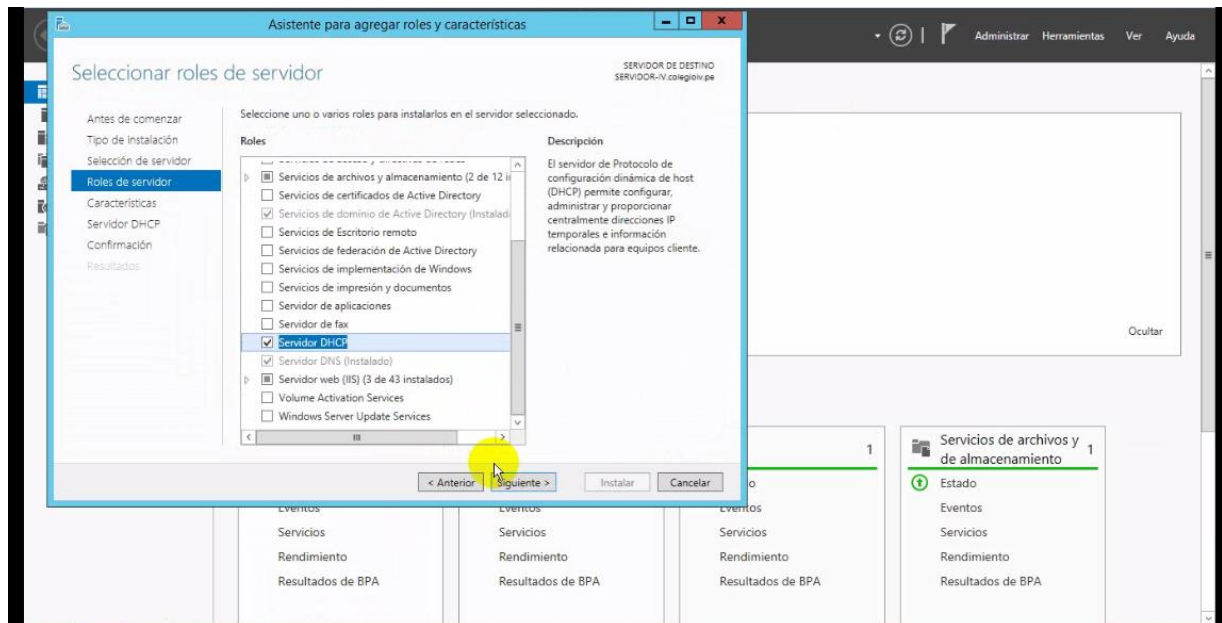 Asistente para agregar roles y características
Administrar Herramientas Ver Ayuda
Seleccionar roles de servidor
SERVIDOR DE DESTINO
SERVIDOR-IV.colegioiv.pe
Antes de comenzar
Tipo de instalación
Selección de servidor
Roles de servidor
Características
Servidor DHCP
Confirmación
Resultados
Seleccione uno o varios roles para instalarlos en el servidor seleccionado.
Roles
Servicios de archivos y almacenamiento (2 de 12 i
Servicios de certificados de Active Directory
Servicios de dominio de Active Directory (Instalad
Servicios de Escritorio remoto
Servicios de federación de Active Directory
Servicios de implementación de Windows
Servicios de impresión y documentos
Servidor de aplicaciones
Servidor de fax
Servidor DHCP
Servidor DNS (Instalado)
Servidor web (IIS) (3 de 43 instalados)
Volume Activation Services
Windows Server Update Services
Descripción
El servidor de Protocolo de
configuración dinámica de host
(DHCP) permite configurar,
administrar y proporcionar
centralmente direcciones IP
temporales e información
relacionada para equipos cliente.
< Anterior Siguiente > Instalar Cancelar
Ocultar
1
Servicios de archivos y
de almacenamiento
1
Estado
Eventos Eventos Eventos Eventos
Servicios Servicios Servicios Servicios
Rendimiento Rendimiento Rendimiento Rendimiento
Resultados de BPA Resultados de BPA Resultados de BPA Resultados de BPA